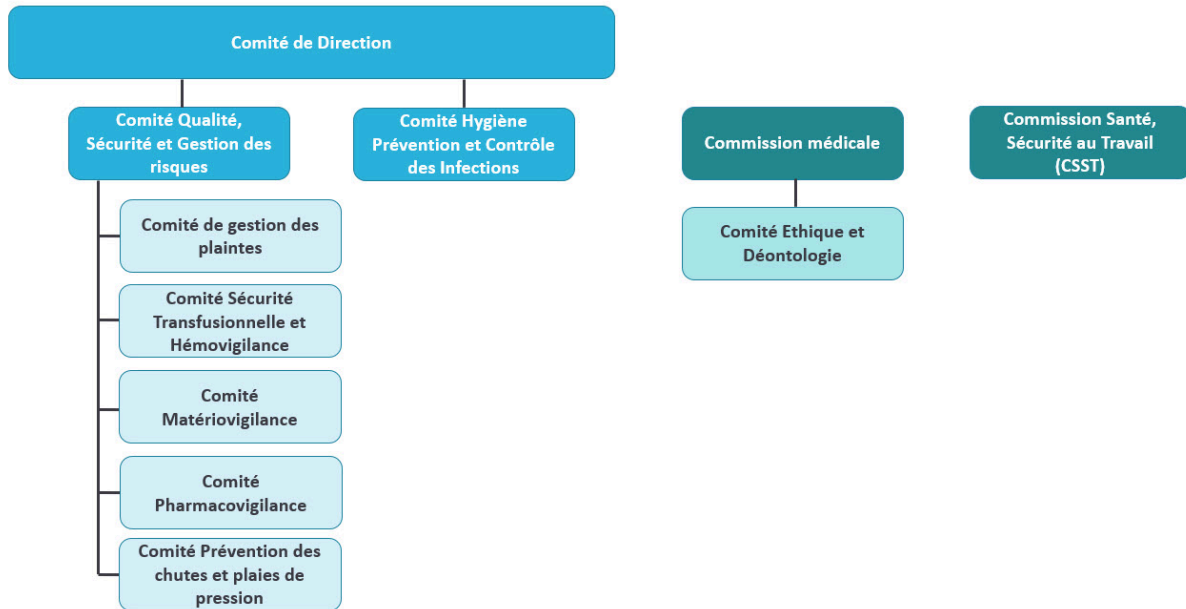 Comité de Direction
Comité Qualité,
Sécurité et Gestion des
risques
Comité Hygiène
Prévention et Contrôle
des Infections
Commission médicale
Commission Santé,
Sécurité au Travail
(CSST)
Comité de gestion des
plaintes
Comité Ethique et
Déontologie
Comité Sécurité
Transfusionnelle et
Hémovigilance
Comité
Matériovigilance
Comité
Pharmacovigilance
Comité Prévention des
chutes et plaies de
pression